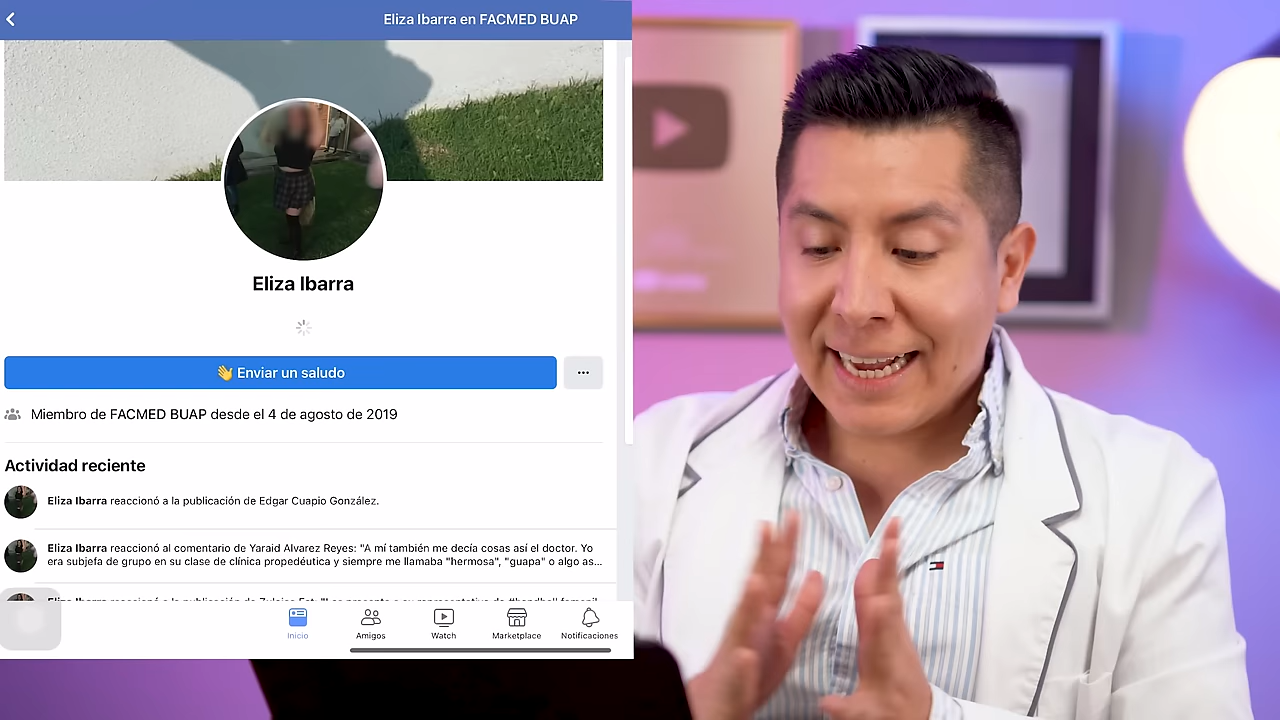 Eliza Ibarra en FACMED BUAP
Eliza Ibarra
👋 Enviar un saludo
Miembro de FACMED BUAP desde el 4 de agosto de 2019
Actividad reciente
Eliza Ibarra reaccionó a la publicación de Edgar Cuapio González.
Eliza Ibarra reaccionó al comentario de Yaraid Alvarez Reyes: "A mí también me decía cosas así el doctor. Yo
era subjefa de grupo en su clase de clínica propedéutica y siempre me llamaba "hermosa", "guapa" o algo as...
Inicio
Amigos
Watch
Marketplace
Notificaciones